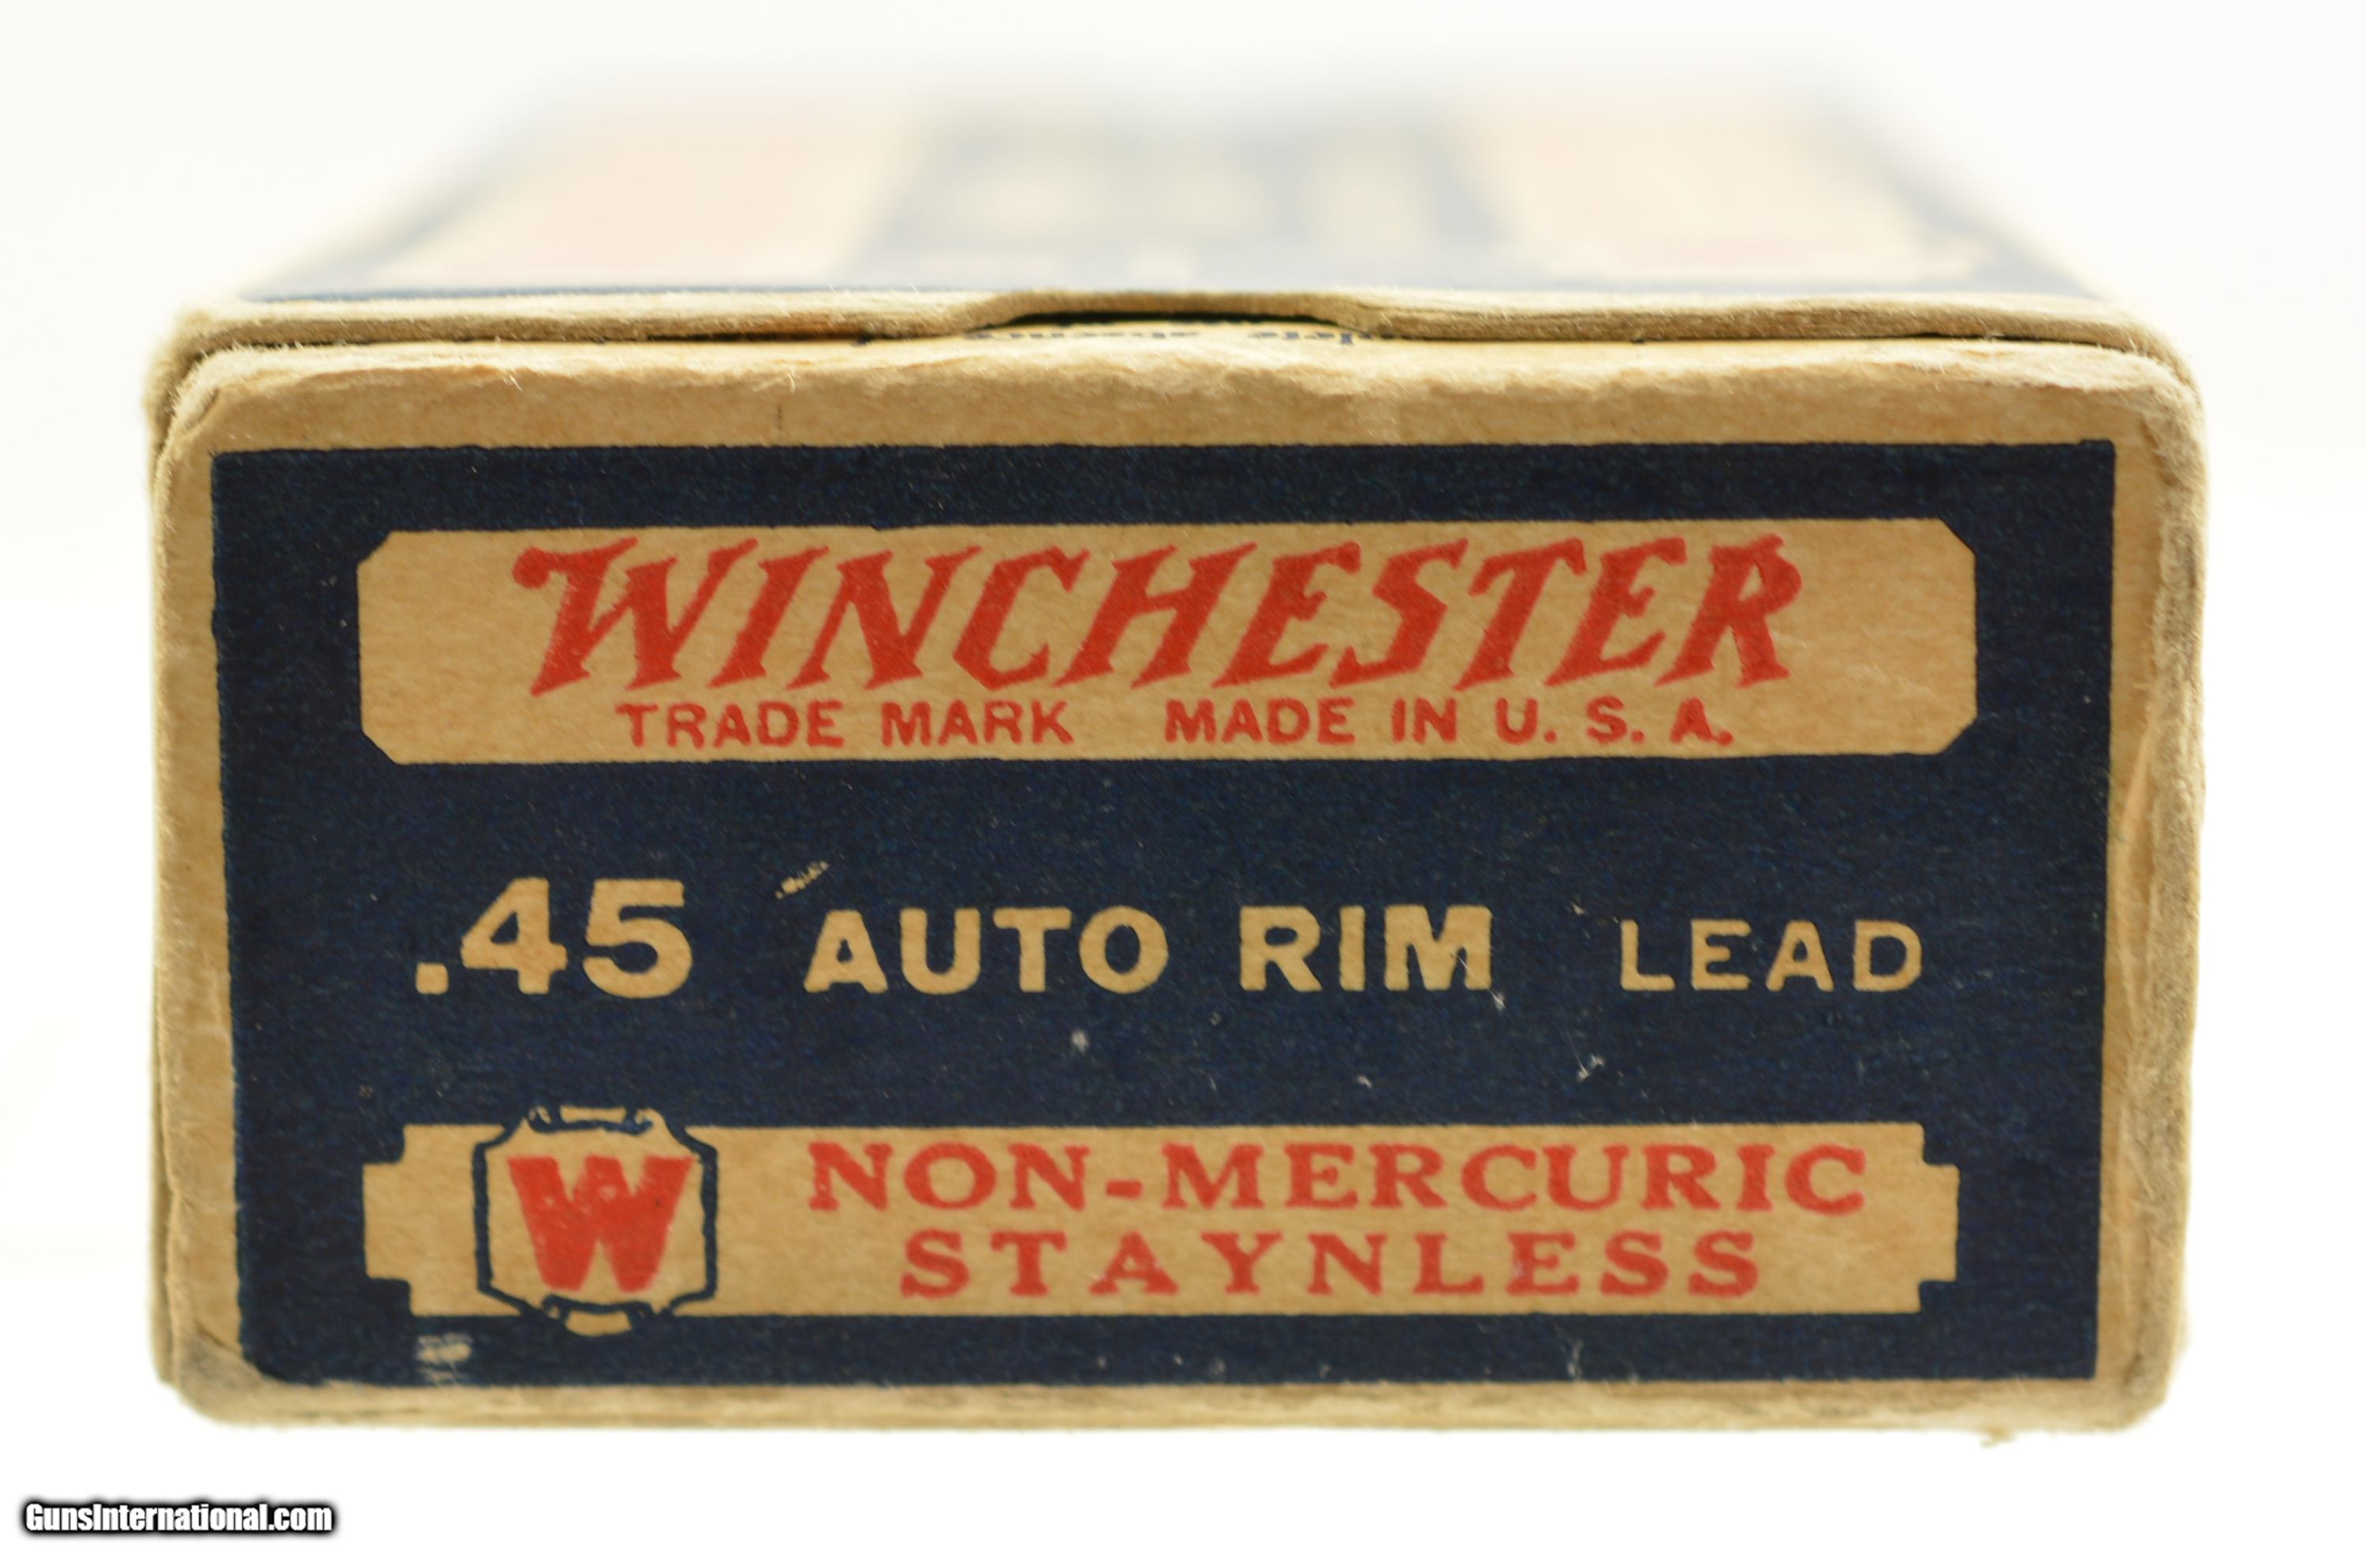 WINCHESTER
TRADE MARK MADE IN U. S. A.
.45 AUTO RIM LEAD
W NON-MERCURIC
STAYNLESS
GunsInternational.com